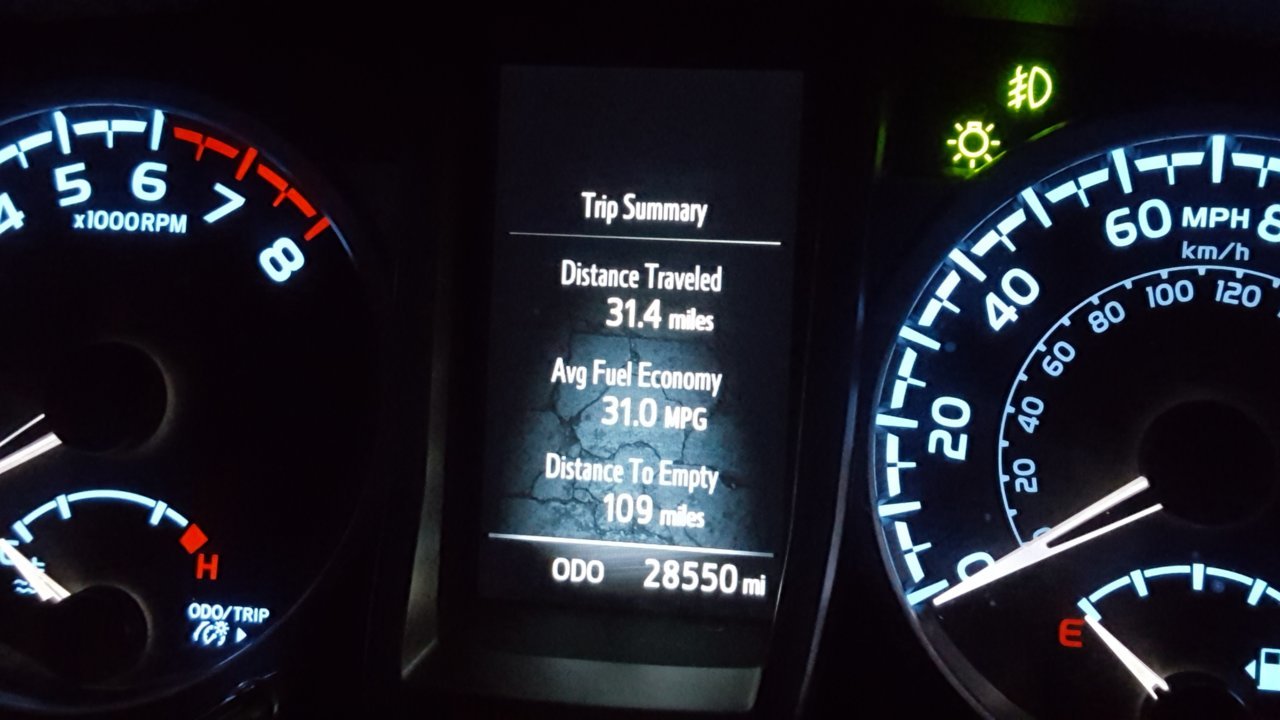 4 5 6 7 8
x1000RPM
H
ODO/TRIP
Trip Summary
Distance Traveled
31.4 miles
Avg Fuel Economy
31.0 MPG
Distance To Empty
109 miles
ODO 28550 mi
0 20 40 60
MPH
km/h
20 40 60 80 100 120
E